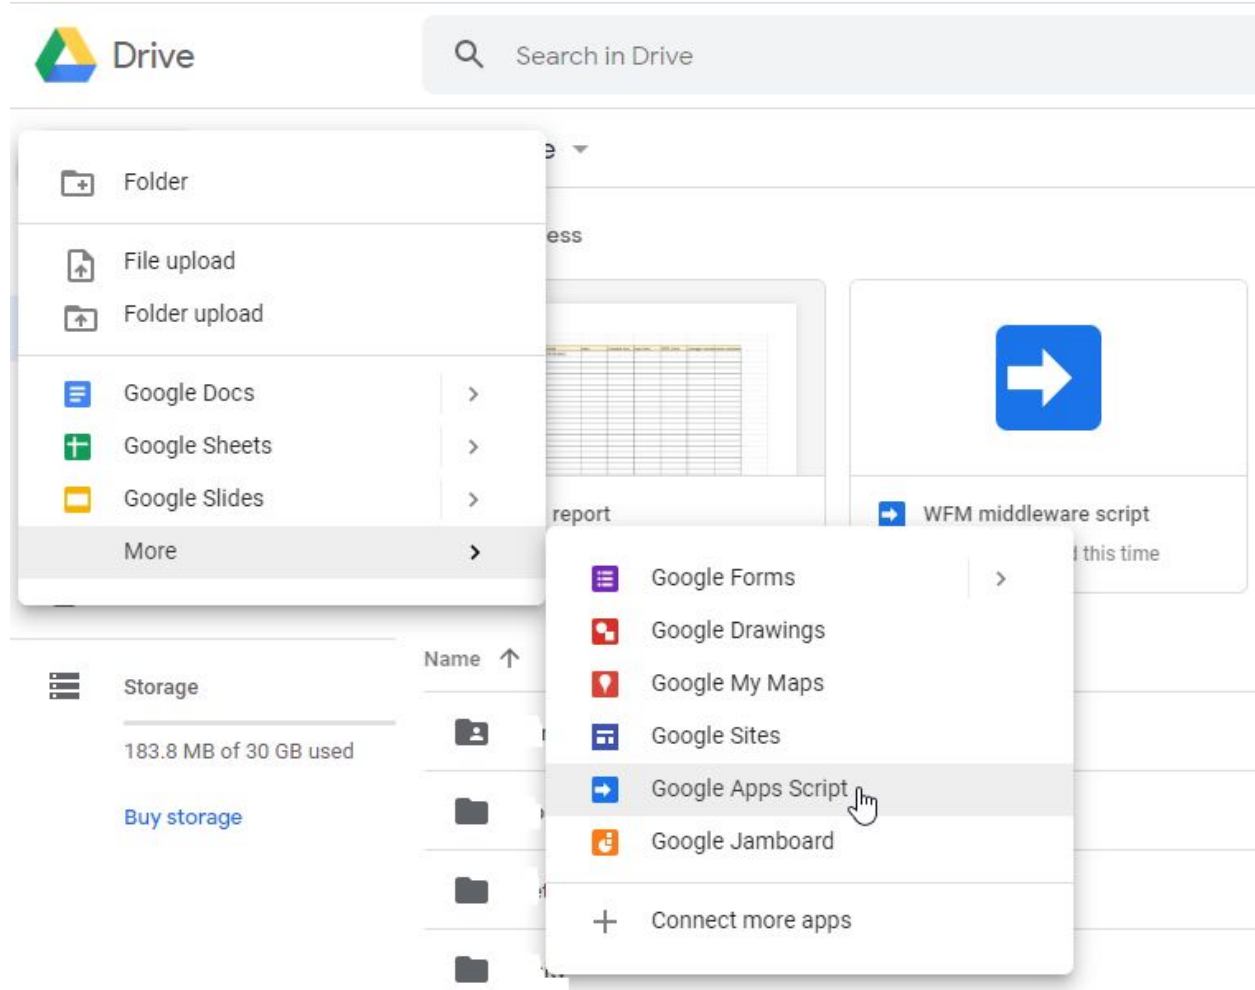 Drive
Search in Drive
Folder
File upload
Folder upload
Google Docs
Google Sheets
Google Slides
More
report
WFM middleware script
this time
Google Forms
Google Drawings
Google My Maps
Google Sites
Google Apps Script
Google Jamboard
Connect more apps
Name
Storage
183.8 MB of 30 GB used
Buy storage